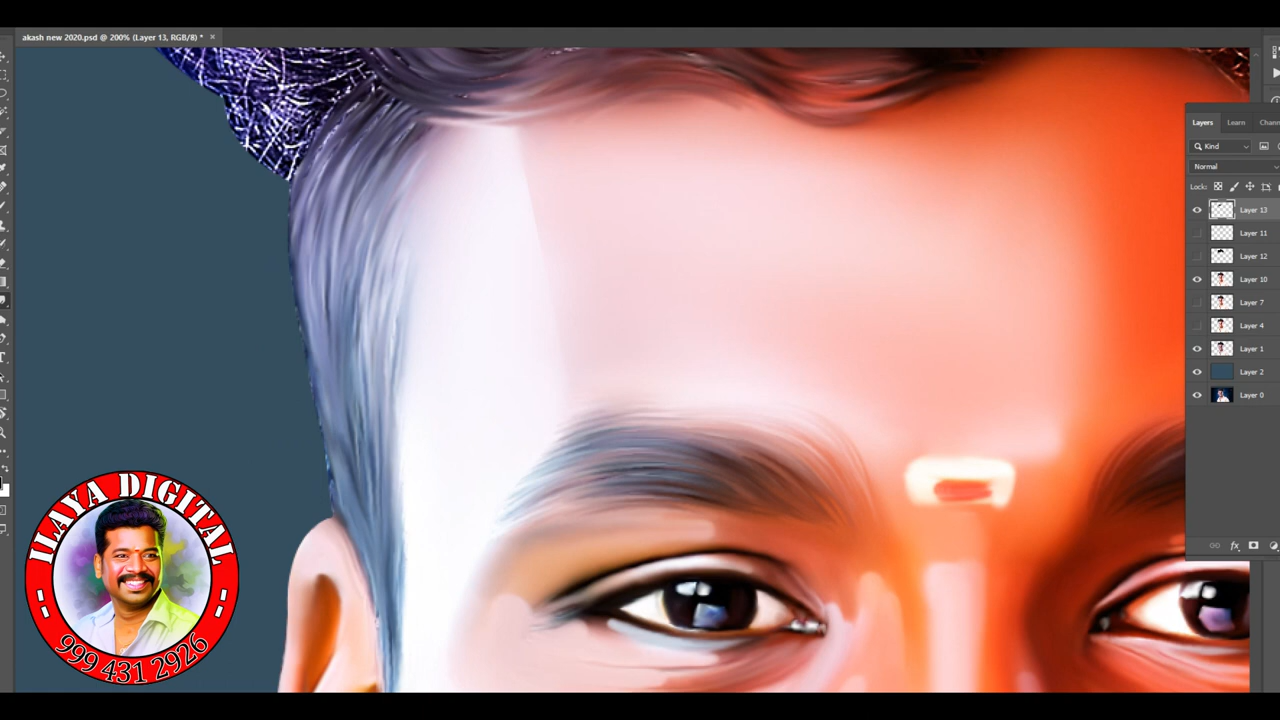 akash new 2020.psd @ 200% (Layer 13, RGB/8) *
Layers Learn
Kind
Normal
Lock:
Layer 13
Layer 11
Layer 12
Layer 10
Layer 7
Layer 4
Layer 1
Layer 2
Layer 0
fx
ILAYA DIGITAL
999 431 2926